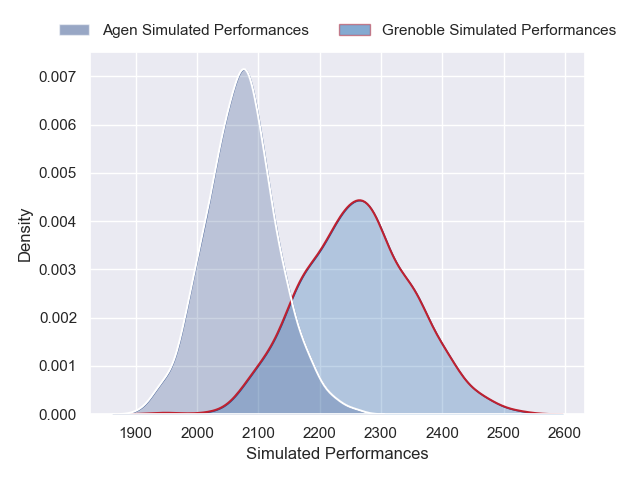 Agen Simulated Performances
Grenoble Simulated Performances
0.007
0.006
0.005
0.004
0.003
0.002
0.001
0.000
Density
1900 2000 2100 2200 2300 2400 2500 2600
Simulated Performances